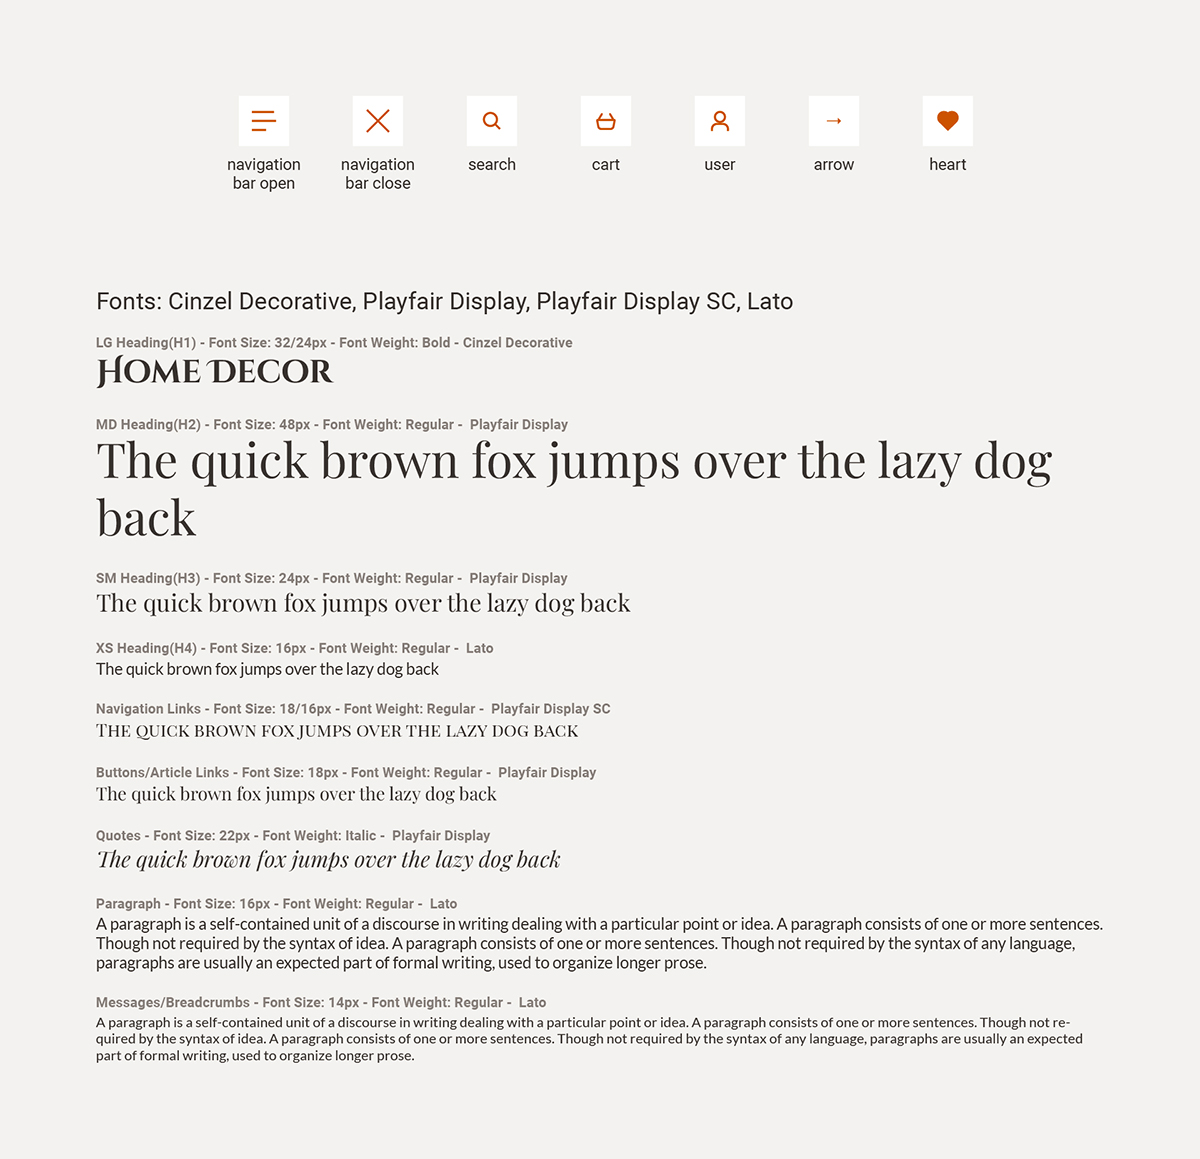 navigation
bar open
navigation
bar close
search
cart
user
arrow
heart
Fonts: Cinzel Decorative, Playfair Display, Playfair Display SC, Lato
LG Heading(H1) - Font Size: 32/24px - Font Weight: Bold - Cinzel Decorative
Home Decor
MD Heading(H2) - Font Size: 48px - Font Weight: Regular - Playfair Display
The quick brown fox jumps over the lazy dog
back
SM Heading(H3) - Font Size: 24px - Font Weight: Regular - Playfair Display
The quick brown fox jumps over the lazy dog back
XS Heading(H4) - Font Size: 16px - Font Weight: Regular - Lato
The quick brown fox jumps over the lazy dog back
Navigation Links - Font Size: 18/16px - Font Weight: Regular - Playfair Display SC
The quick brown fox jumps over the lazy dog back
Buttons/Article Links - Font Size: 18px - Font Weight: Regular - Playfair Display
The quick brown fox jumps over the lazy dog back
Quotes - Font Size: 22px - Font Weight: Italic - Playfair Display
The quick brown fox jumps over the lazy dog back
Paragraph - Font Size: 16px - Font Weight: Regular - Lato
A paragraph is a self-contained unit of a discourse in writing dealing with a particular point or idea. A paragraph consists of one or more sentences.
Though not required by the syntax of idea. A paragraph consists of one or more sentences. Though not required by the syntax of any language,
paragraphs are usually an expected part of formal writing, used to organize longer prose.
Messages/Breadcrumbs - Font Size: 14px - Font Weight: Regular - Lato
A paragraph is a self-contained unit of a discourse in writing dealing with a particular point or idea. A paragraph consists of one or more sentences. Though not re-
quired by the syntax of idea. A paragraph consists of one or more sentences. Though not required by the syntax of any language, paragraphs are usually an expected
part of formal writing, used to organize longer prose.